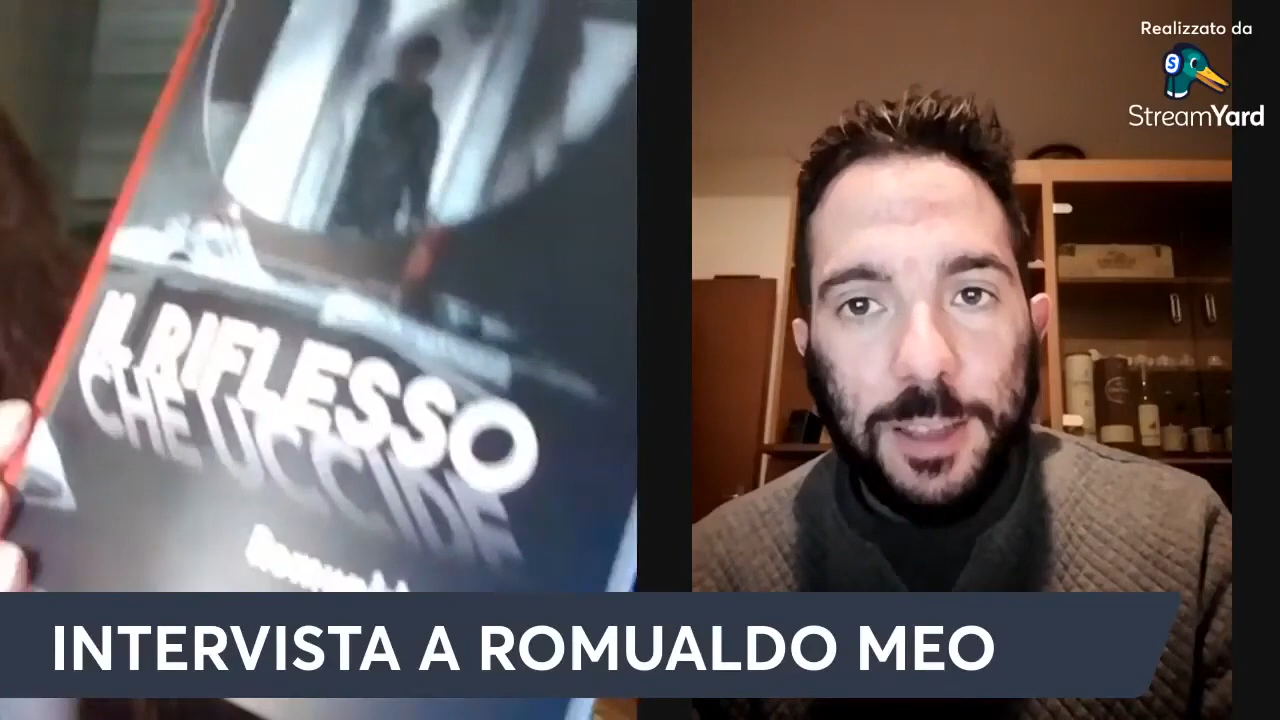 Realizzato da
S
StreamYard
IL RIFLESSO
CHE UCCIDE
INTERVISTA A ROMUALDO MEO